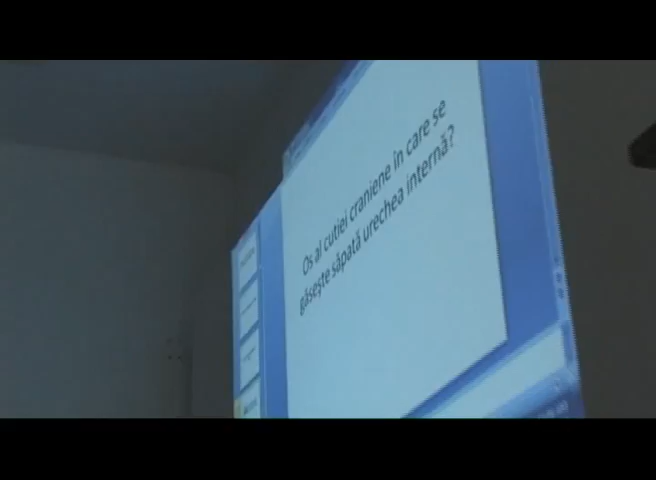 Os al cutiei craniene în care se
găsește săpată urechea internă?